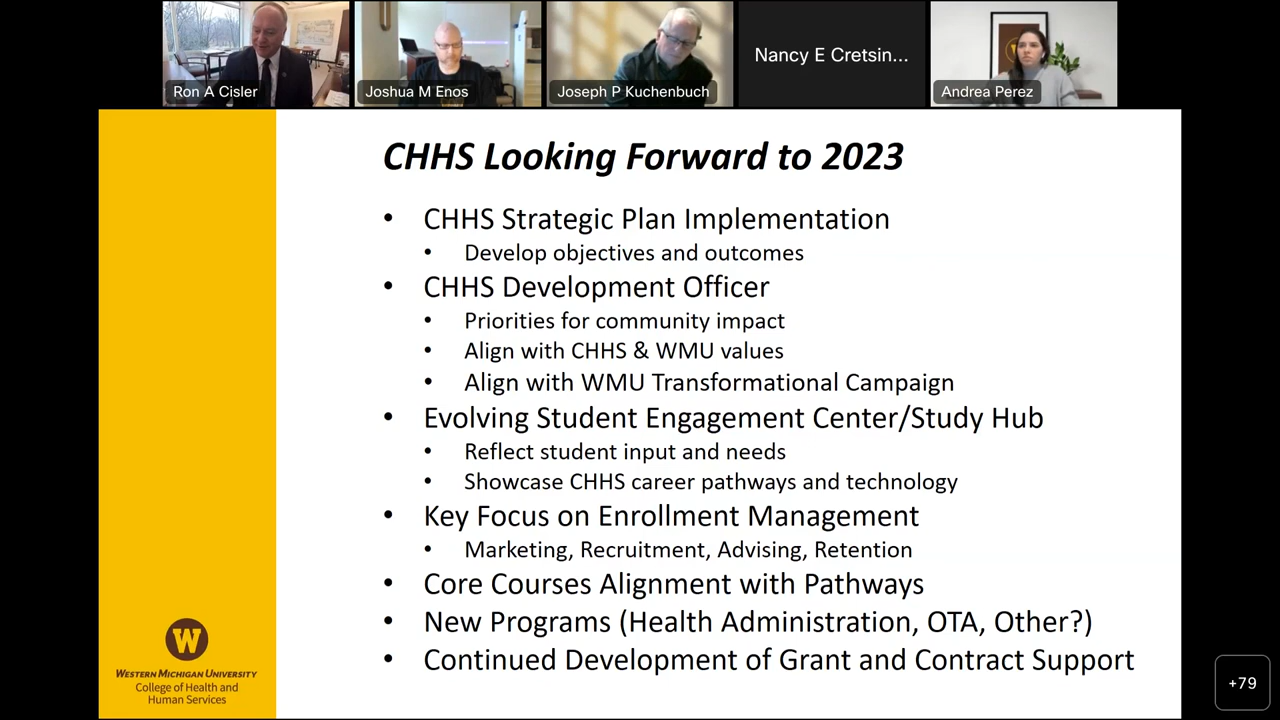 Ron A Cisler
Joshua M Enos
Joseph P Kuchenbuch
Nancy E Cretsin...
Andrea Perez
CHHS Looking Forward to 2023
• CHHS Strategic Plan Implementation
• Develop objectives and outcomes
• CHHS Development Officer
• Priorities for community impact
• Align with CHHS & WMU values
• Align with WMU Transformational Campaign
• Evolving Student Engagement Center/Study Hub
• Reflect student input and needs
• Showcase CHHS career pathways and technology
• Key Focus on Enrollment Management
• Marketing, Recruitment, Advising, Retention
• Core Courses Alignment with Pathways
• New Programs (Health Administration, OTA, Other?)
• Continued Development of Grant and Contract Support
W
WESTERN MICHIGAN UNIVERSITY
College of Health and
Human Services
+79